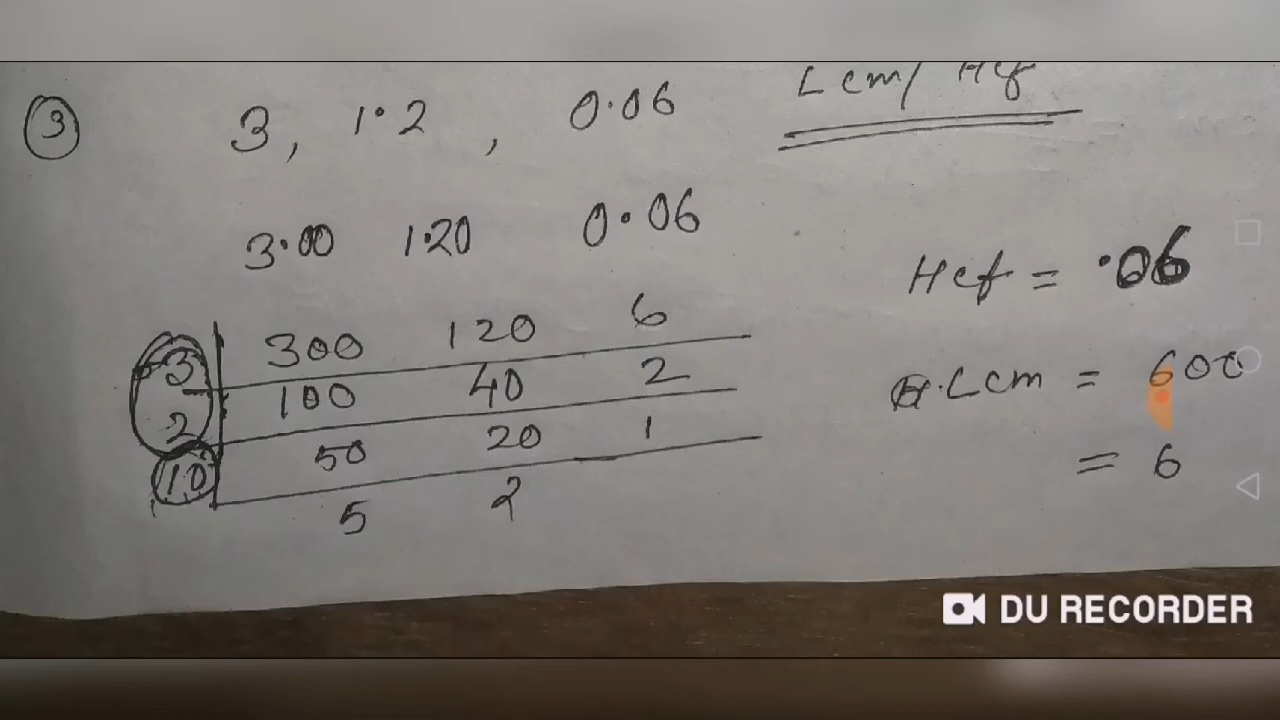 3
3, 1.2, 0.06
Lcm/ Hcf
3.00 1.20 0.06
3 300 120 6
2 100 40 2
10 50 20 1
5 2
Hcf = .06
Lcm = 600
= 6
DU RECORDER